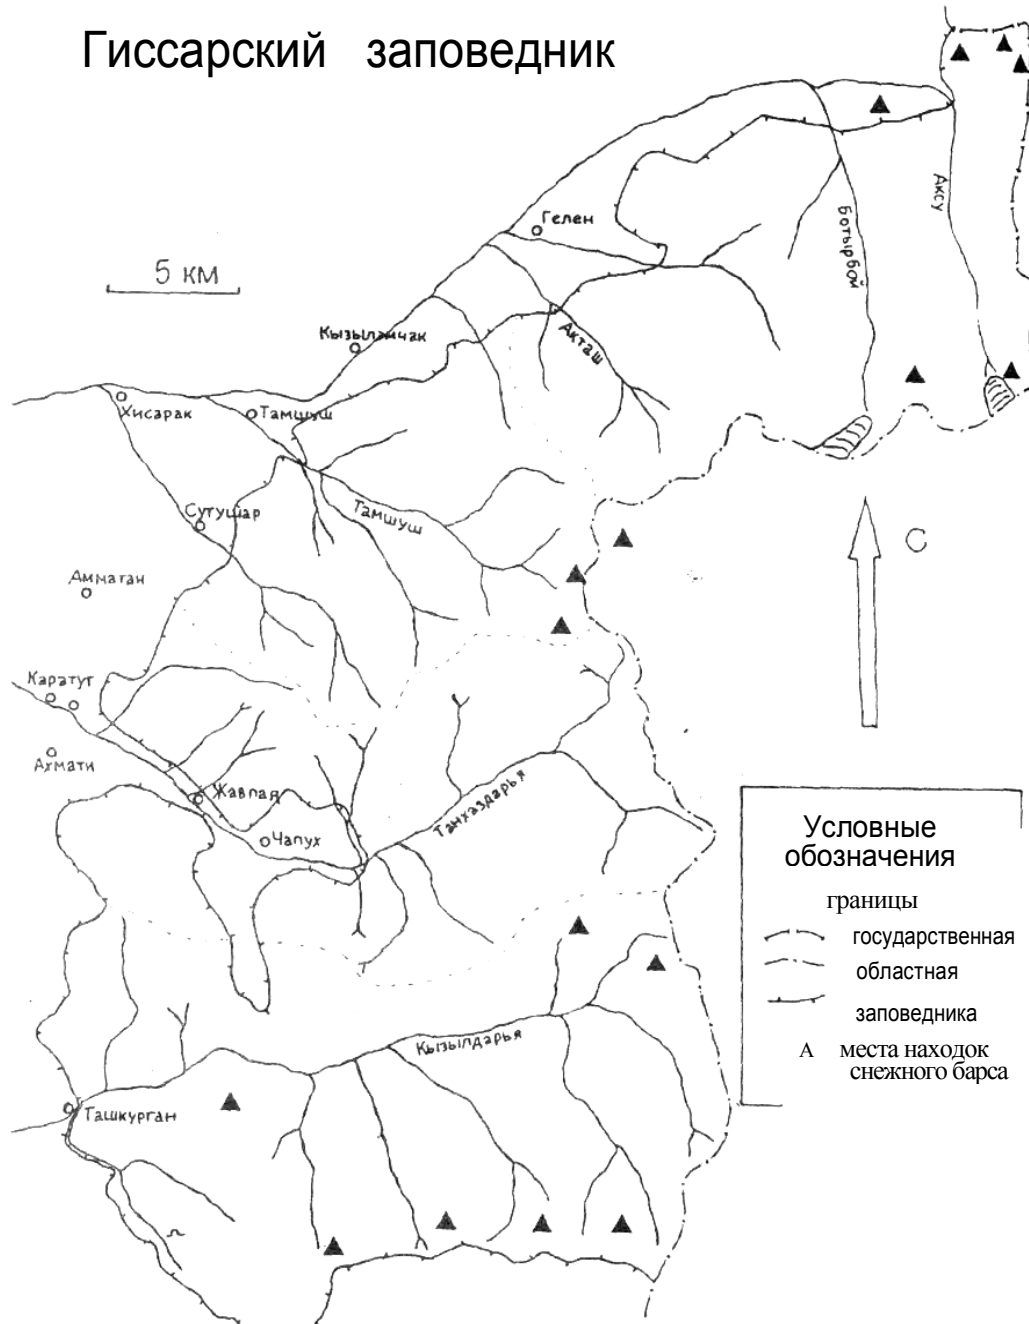 Гиссарский заповедник
Аксу
Ботырбой
Гелен
5 км
Акташ
Кызыламчак
Хисарак
Тамшуш
Сутушар
Тамшуш
С
Амматан
Каратут
Ахмати
Жавпая
Чапух
Танхаздарья
Кызылдарья
Ташкурган
Условные
обозначения
границы
государственная
областная
заповедника
А места находок
снежного барса